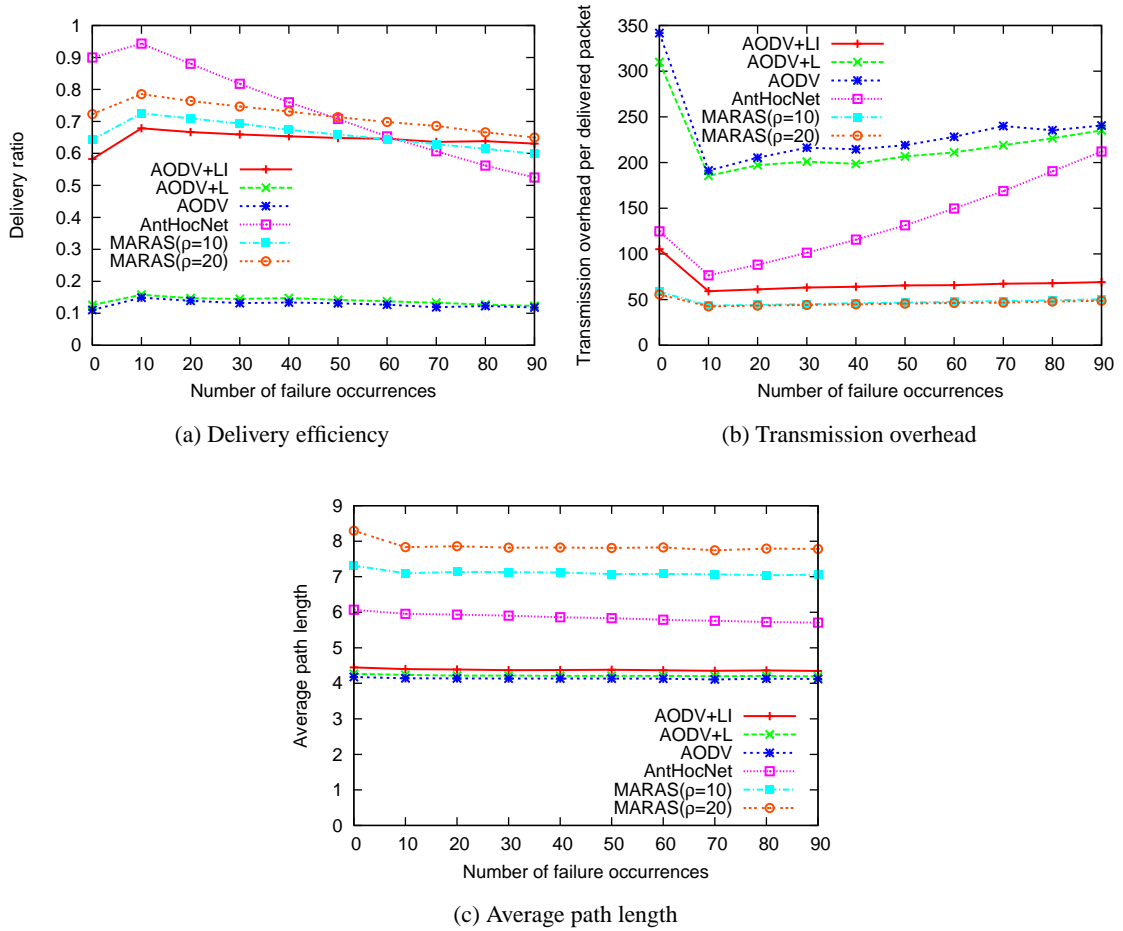 1
0.9
0.8
0.7
0.6
0.5
0.4
0.3
0.2
0.1
0
Delivery ratio
AODV+LI
AODV+L
AODV
AntHocNet
MARAS(ρ=10)
MARAS(ρ=20)
0 10 20 30 40 50 60 70 80 90
Number of failure occurrences
(a) Delivery efficiency
350
300
250
200
150
100
50
0
Transmission overhead per delivered packet
AODV+LI
AODV+L
AODV
AntHocNet
MARAS(ρ=10)
MARAS(ρ=20)
0 10 20 30 40 50 60 70 80 90
Number of failure occurrences
(b) Transmission overhead
9
8
7
6
5
4
3
2
1
0
Average path length
AODV+LI
AODV+L
AODV
AntHocNet
MARAS(ρ=10)
MARAS(ρ=20)
0 10 20 30 40 50 60 70 80 90
Number of failure occurrences
(c) Average path length